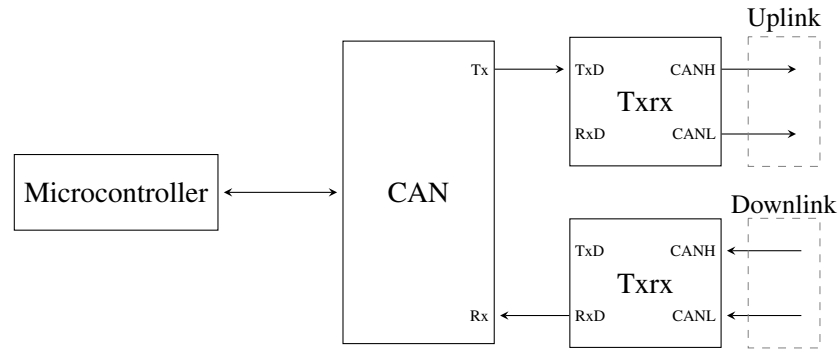 Uplink
Tx
TxD
CANH
Txrx
RxD
CANL
Microcontroller
CAN
Downlink
TxD
CANH
Txrx
Rx
RxD
CANL